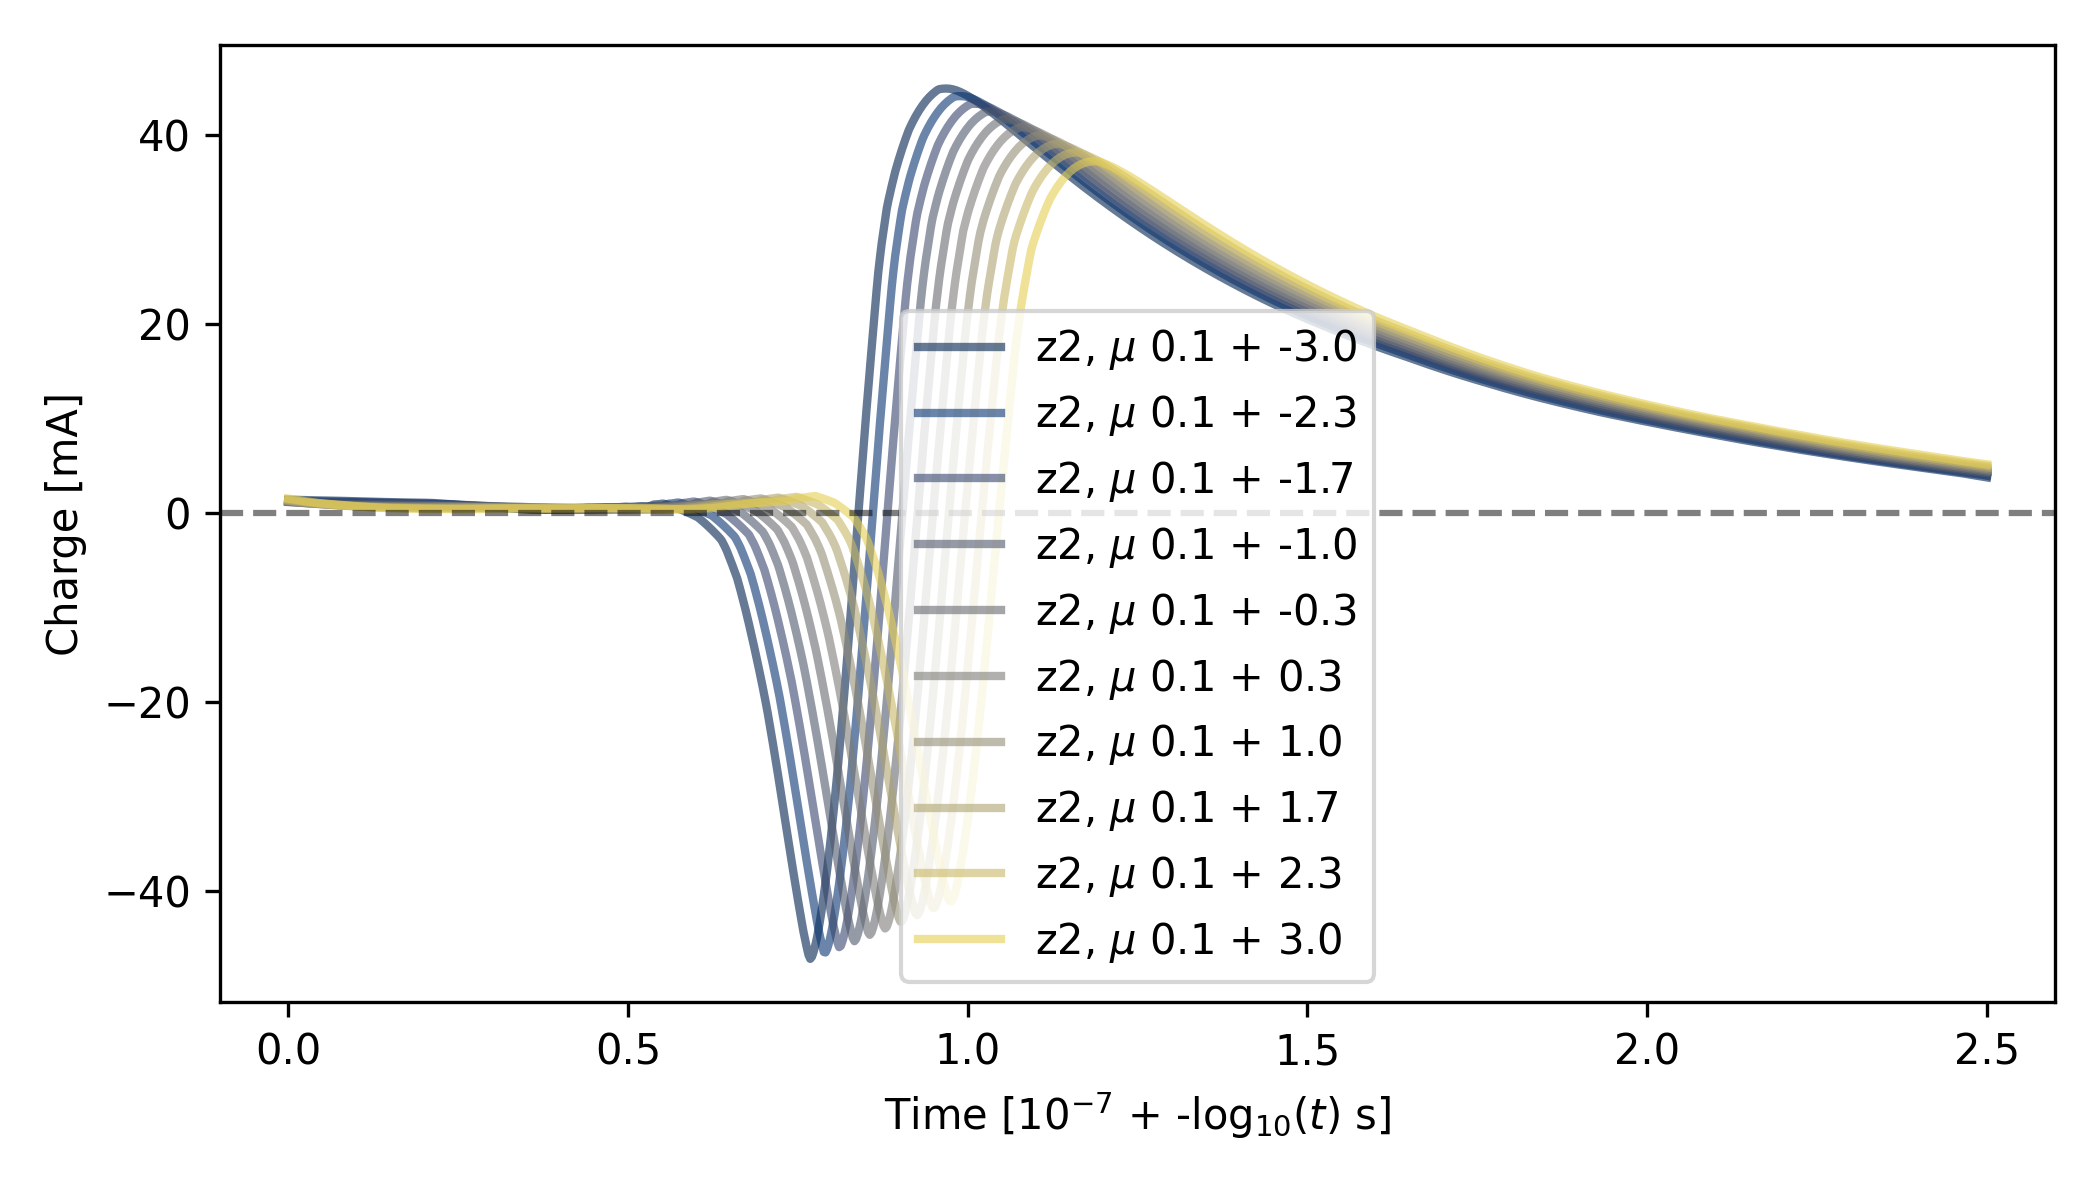 Charge [mA]
40
20
0
−20
−40
z2, μ 0.1 + -3.0
z2, μ 0.1 + -2.3
z2, μ 0.1 + -1.7
z2, μ 0.1 + -1.0
z2, μ 0.1 + -0.3
z2, μ 0.1 + 0.3
z2, μ 0.1 + 1.0
z2, μ 0.1 + 1.7
z2, μ 0.1 + 2.3
z2, μ 0.1 + 3.0
0.0 0.5 1.0 1.5 2.0 2.5
Time [10⁻⁷ + -log₁₀(t) s]